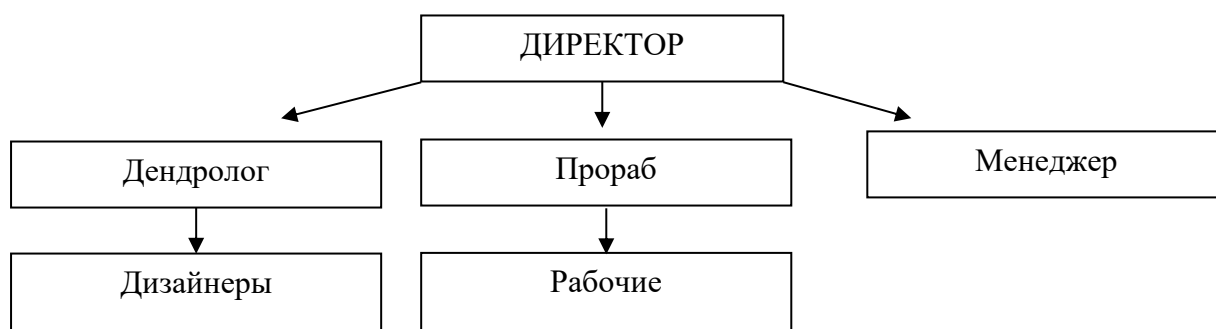 ДИРЕКТОР
Дендролог
Прораб
Менеджер
Дизайнеры
Рабочие